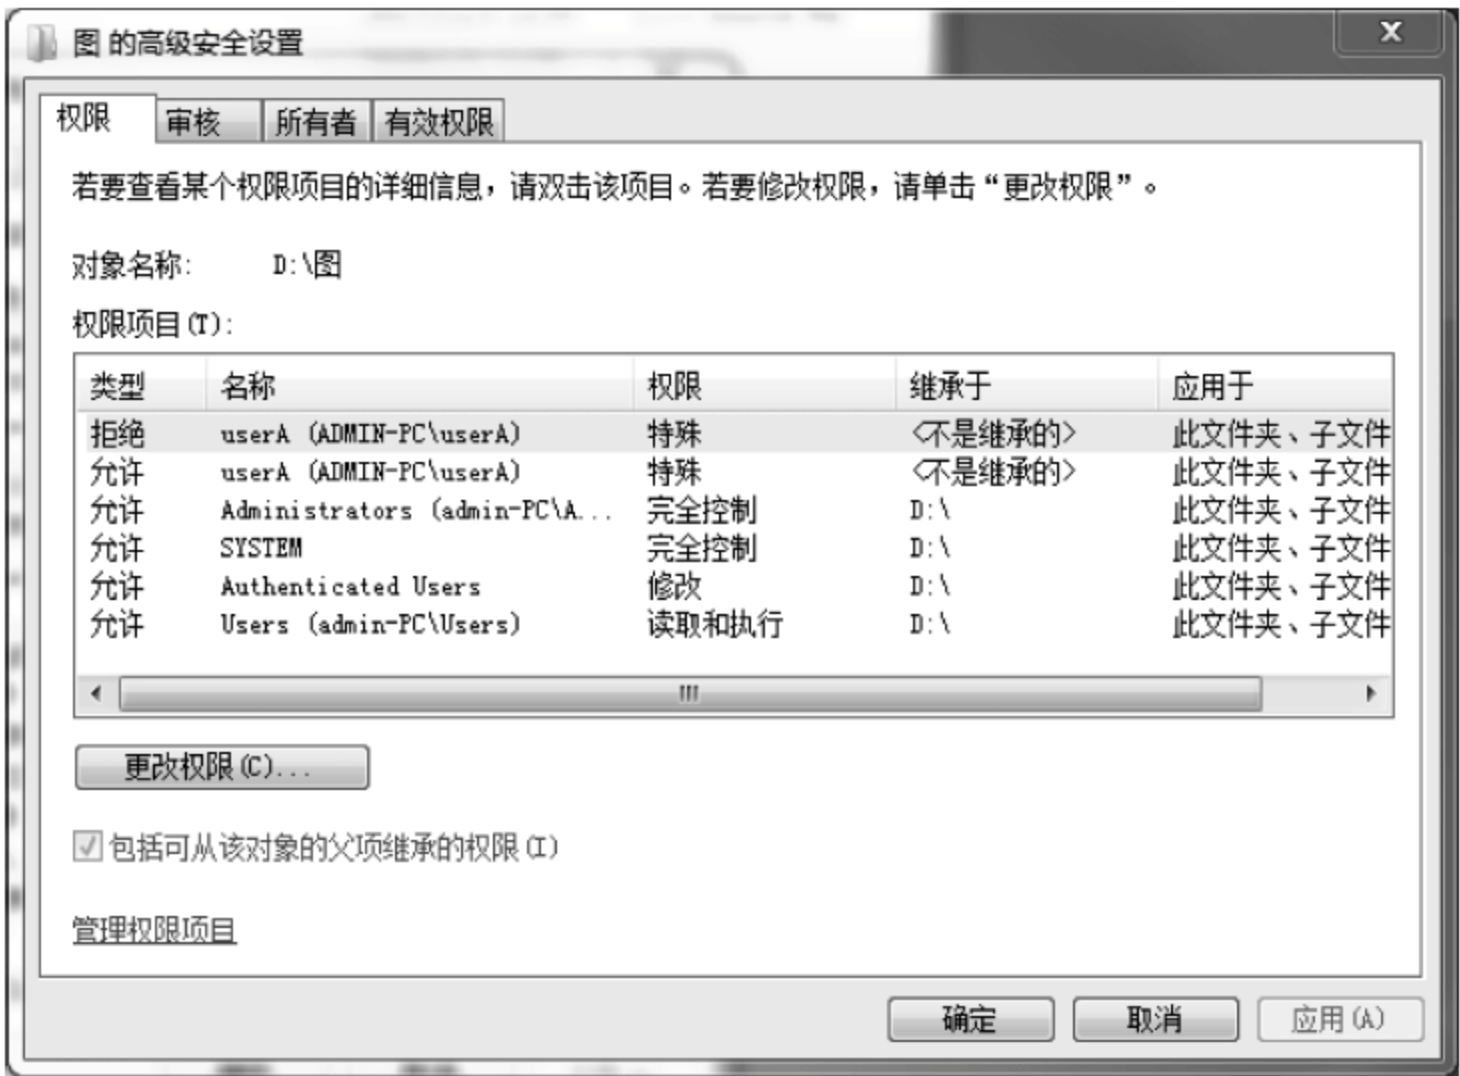 图 的高级安全设置
权限 审核 所有者 有效权限
若要查看某个权限项目的详细信息，请双击该项目。若要修改权限，请单击“更改权限”。
对象名称: D:\图
权限项目(T):
类型 名称 权限 继承于 应用于
拒绝 userA (ADMIN-PC\userA) 特殊 <不是继承的> 此文件夹、子文件
允许 userA (ADMIN-PC\userA) 特殊 <不是继承的> 此文件夹、子文件
允许 Administrators (admin-PC\A... 完全控制 D:\ 此文件夹、子文件
允许 SYSTEM 完全控制 D:\ 此文件夹、子文件
允许 Authenticated Users 修改 D:\ 此文件夹、子文件
允许 Users (admin-PC\Users) 读取和执行 D:\ 此文件夹、子文件
更改权限(C)...
包括可从该对象的父项继承的权限(I)
管理权限项目
确定 取消 应用(A)